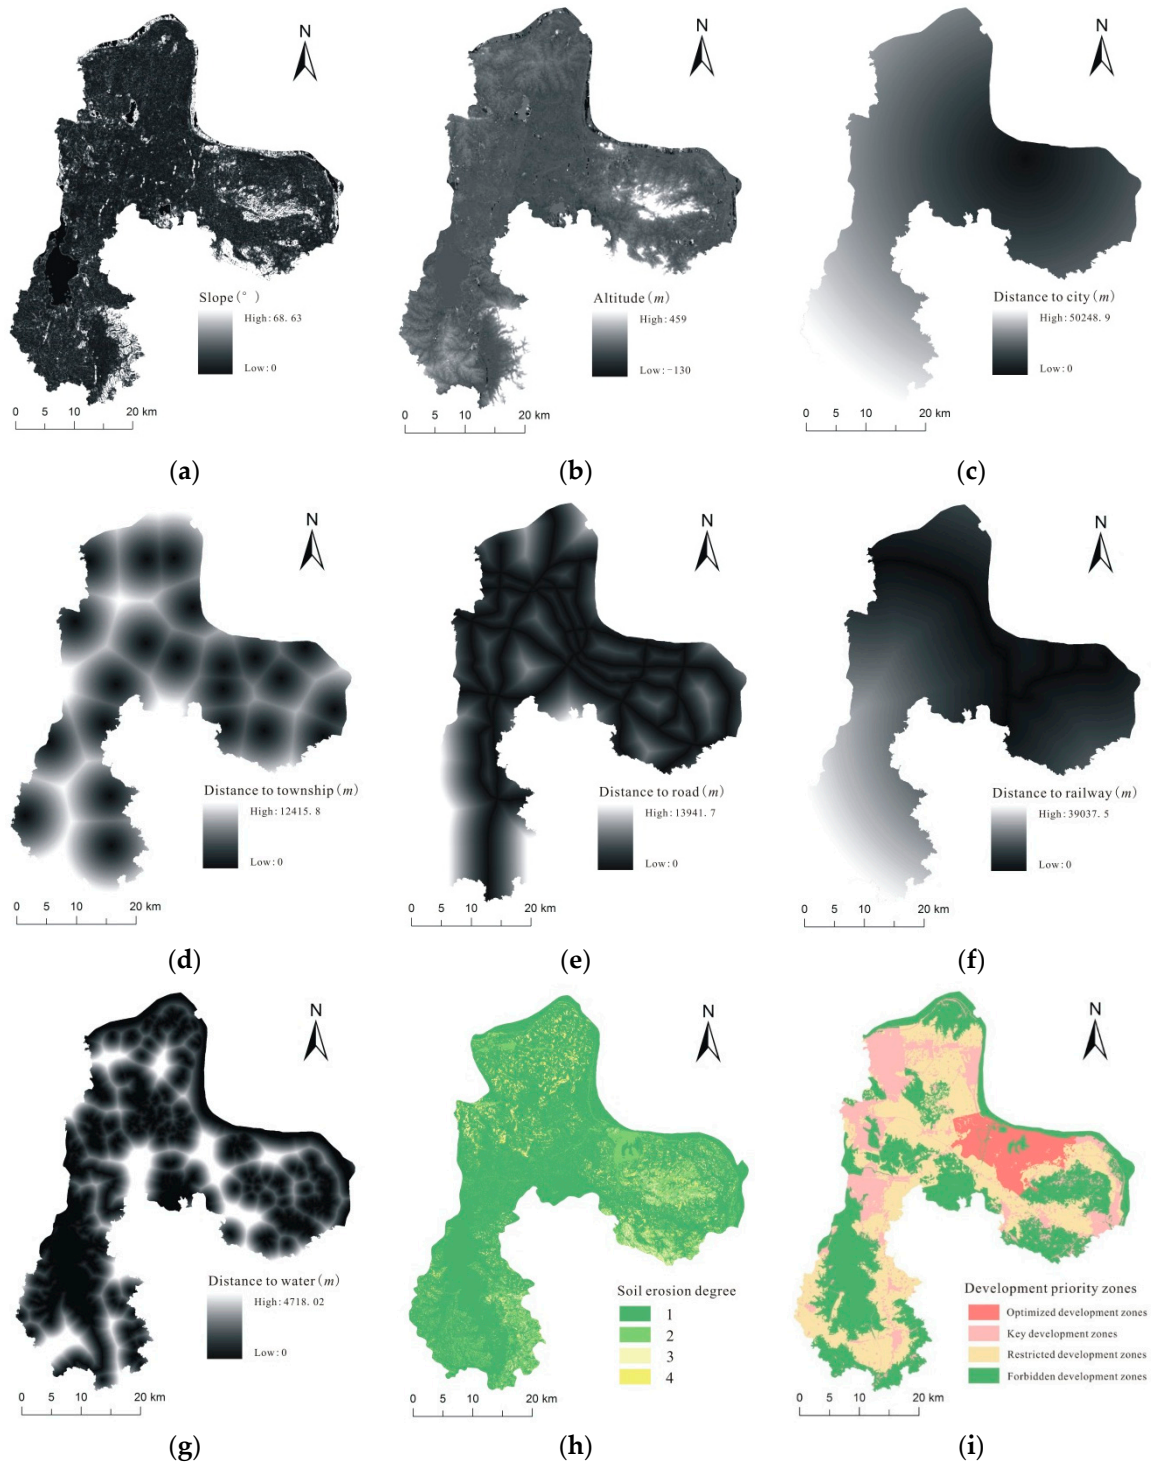 N
Slope(° )
High:68. 63
Low:0
0 5 10 20 km
(a)
N
Altitude(m)
High:459
Low:-130
0 5 10 20 km
(b)
N
Distance to city(m)
High:50248. 9
Low:0
0 5 10 20 km
(c)
N
Distance to township(m)
High:12415. 8
Low:0
0 5 10 20 km
(d)
N
Distance to road(m)
High:13941. 7
Low:0
0 5 10 20 km
(e)
N
Distance to railway(m)
High:39037. 5
Low:0
0 5 10 20 km
(f)
N
Distance to water(m)
High:4718. 02
Low:0
0 5 10 20 km
(g)
N
Soil erosion degree
1
2
3
4
0 5 10 20 km
(h)
N
Development priority zones
Optimized development zones
Key development zones
Restricted development zones
Forbidden development zones
0 5 10 20 km
(i)